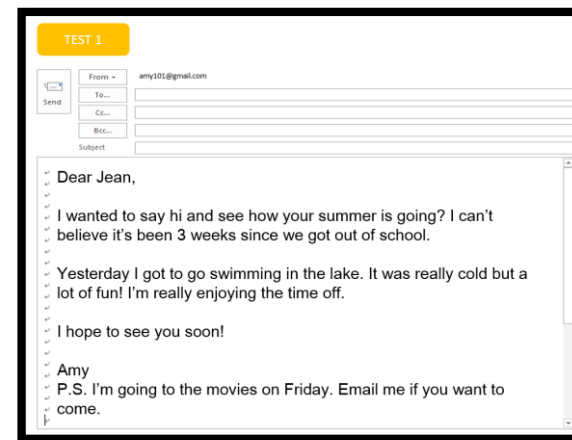 TEST 1
From
amy101@gmail.com
Send
To...
Cc...
Bcc...
Subject
Dear Jean,
I wanted to say hi and see how your summer is going? I can't
believe it's been 3 weeks since we got out of school.
Yesterday I got to go swimming in the lake. It was really cold but a
lot of fun! I'm really enjoying the time off.
I hope to see you soon!
Amy
P.S. I'm going to the movies on Friday. Email me if you want to
come.